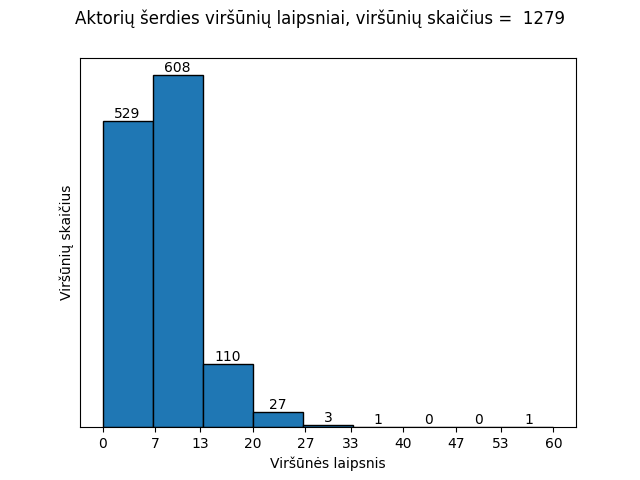 Aktorių šerdies viršūnių laipsniai, viršūnių skaičius =  1279
608
529
110
27
3
1
0
0
1
Viršūnių skaičius
0 7 13 20 27 33 40 47 53 60
Viršūnės laipsnis